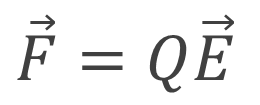 F⃗ = QE⃗